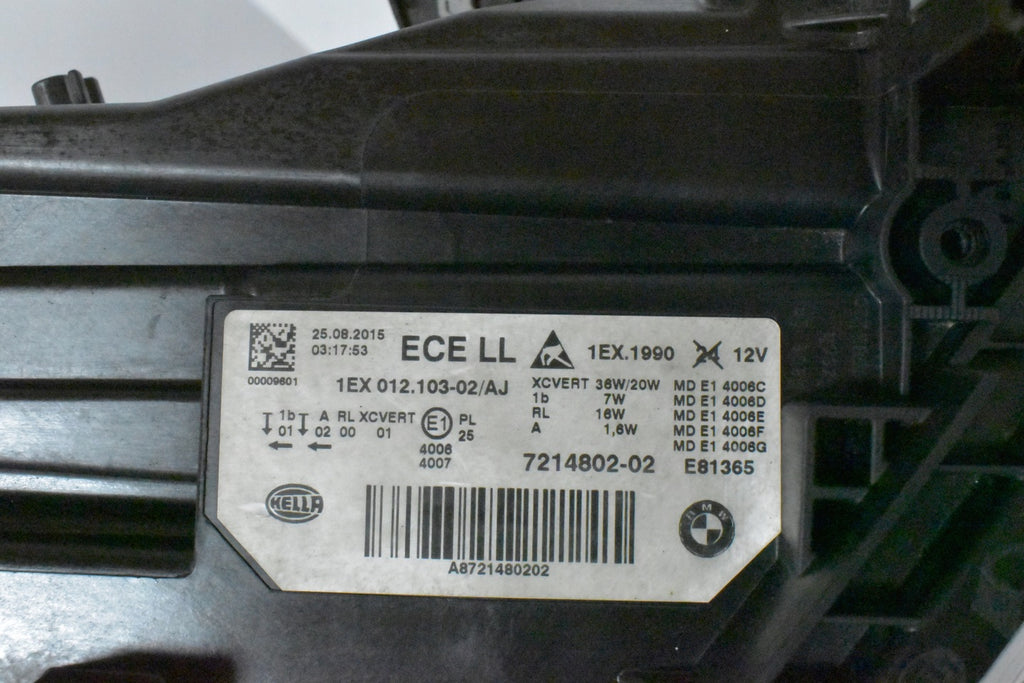 25.08.2015
03:17:53
00009601
ECE LL
1EX.1990
24 12V
1EX 012.103-02/AJ
XCVERT 36W/20W
1b 7W
RL 16W
A 1,6W
MD E1 4006C
MD E1 4006D
MD E1 4006E
MD E1 4006F
MD E1 4006G
1b A RL XCVERT
01 02 00 01
E1
PL
25
4006
4007
7214802-02
E81365
HELLA
BMW
A8721480202